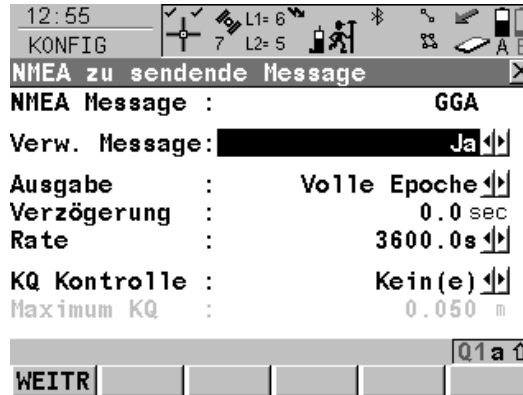 12:55
KONFIG
7 L1= 6
L2= 5
A
NMEA zu sendende Message X
NMEA Message : GGA
Verw. Message: Ja
Ausgabe : Volle Epoche
Verzögerung : 0.0 sec
Rate : 3600.0s
KQ Kontrolle : Kein(e)
Maximum KQ : 0.050 m
Q1 a
WEITR